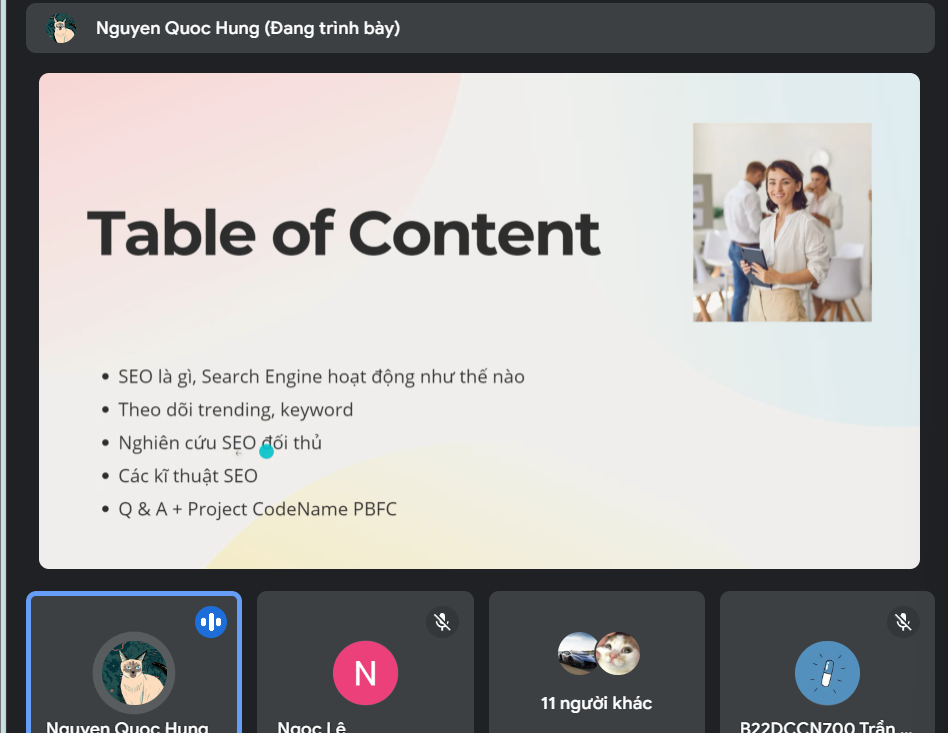 Nguyen Quoc Hung (Đang trình bày)
Table of Content
• SEO là gì, Search Engine hoạt động như thế nào
• Theo dõi trending, keyword
• Nghiên cứu SEO đối thủ
• Các kĩ thuật SEO
• Q & A + Project CodeName PBFC
N
11 người khác
Nguyen Quoc Hung
Ngọc Lê
B22DCCN700 Trần ...